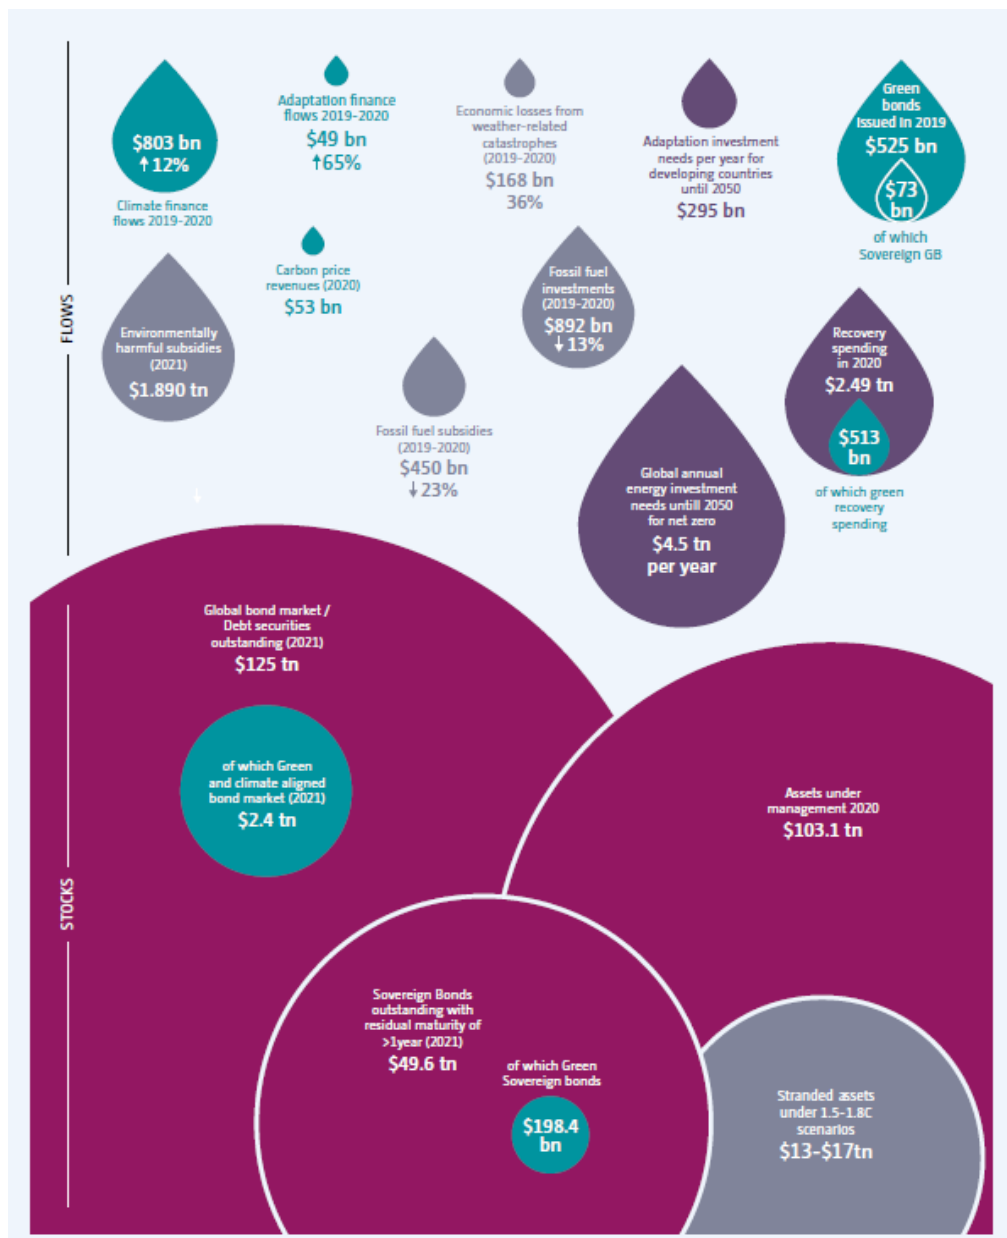 FLOWS
$803 bn
↑12%
Climate finance
flows 2019-2020
Adaptation finance
flows 2019-2020
$49 bn
↑65%
Economic losses from
weather-related
catastrophes
(2019-2020)
$168 bn
36%
Adaptation investment
needs per year for
developing countries
until 2050
$295 bn
Green
bonds
issued in 2019
$525 bn
$73
bn
of which
Sovereign GB
Environmentally
harmful subsidies
(2021)
$1.890 tn
Carbon price
revenues (2020)
$53 bn
Fossil fuel
investments
(2019-2020)
$892 bn
↓13%
Fossil fuel subsidies
(2019-2020)
$450 bn
↓23%
Recovery
spending
in 2020
$2.49 tn
$513
bn
of which green
recovery
spending
Global annual
energy investment
needs untill 2050
for net zero
$4.5 tn
per year
↓
STOCKS
Global bond market /
Debt securities
outstanding (2021)
$125 tn
of which Green
and climate aligned
bond market (2021)
$2.4 tn
Assets under
management 2020
$103.1 tn
Sovereign Bonds
outstanding with
residual maturity of
>1year (2021)
$49.6 tn
of which Green
Sovereign bonds
$198.4
bn
Stranded assets
under 1.5-1.8C
scenarios
$13-$17tn